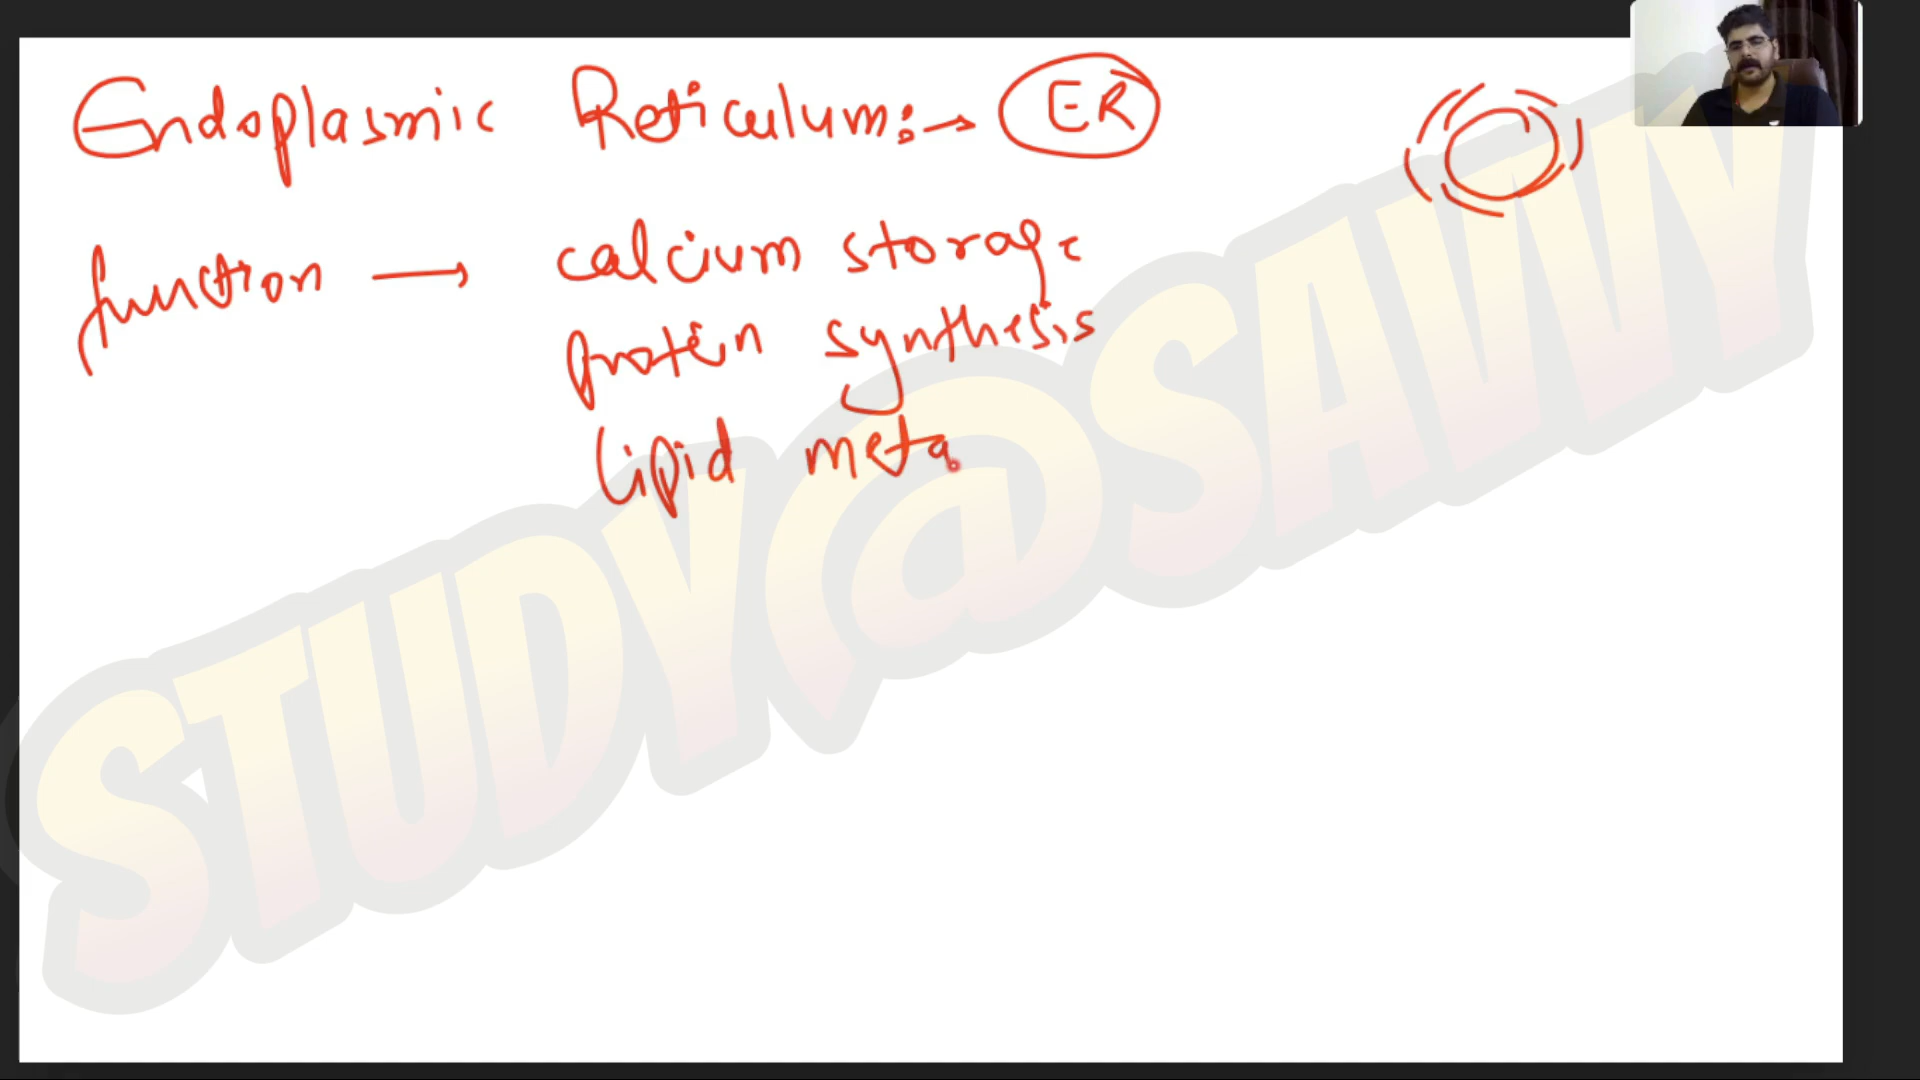 Endoplasmic Reticulum:→ ER
function → calcium storage
protein synthesis
lipid meta
STUDY@SAVVY